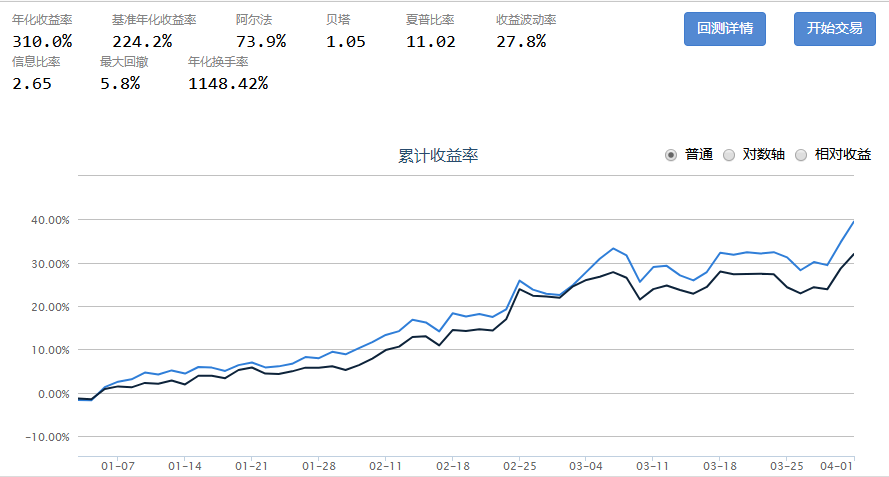 年化收益率 基准年化收益率 阿尔法 贝塔 夏普比率 收益波动率
310.0% 224.2% 73.9% 1.05 11.02 27.8%
回测详情 开始交易
信息比率 最大回撤 年化换手率
2.65 5.8% 1148.42%
累计收益率
普通 对数轴 相对收益
40.00%
30.00%
20.00%
10.00%
0.00%
-10.00%
01-07 01-14 01-21 01-28 02-11 02-18 02-25 03-04 03-11 03-18 03-25 04-01